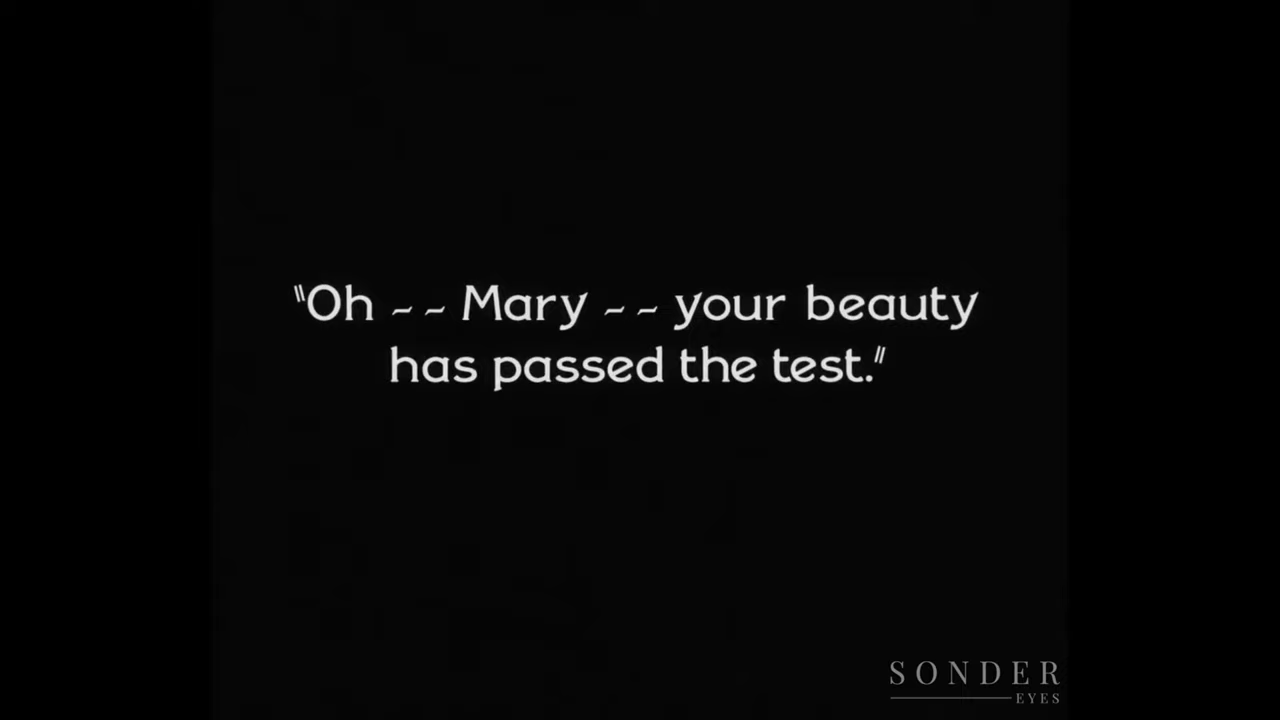 "Oh - - Mary - - your beauty
has passed the test."
SONDER
EYES